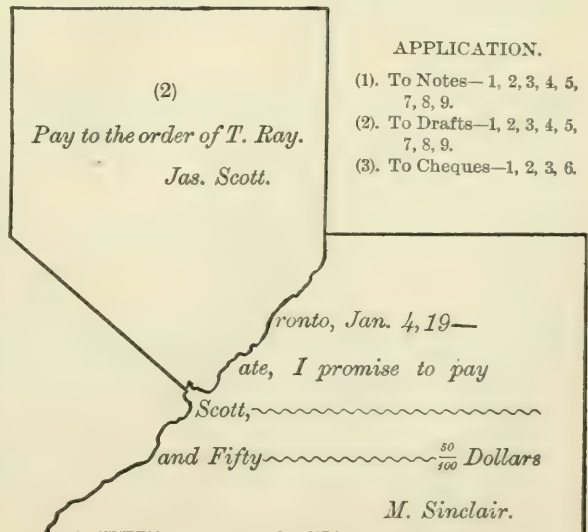 (2)
Pay to the order of T. Ray.
Jas. Scott.
APPLICATION.
(1). To Notes—1, 2, 3, 4, 5,
7, 8, 9.
(2). To Drafts—1, 2, 3, 4, 5,
7, 8, 9.
(3). To Cheques—1, 2, 3, 6.
ronto, Jan. 4, 19—
ate, I promise to pay
Scott,
and Fifty 50/100 Dollars
M. Sinclair.